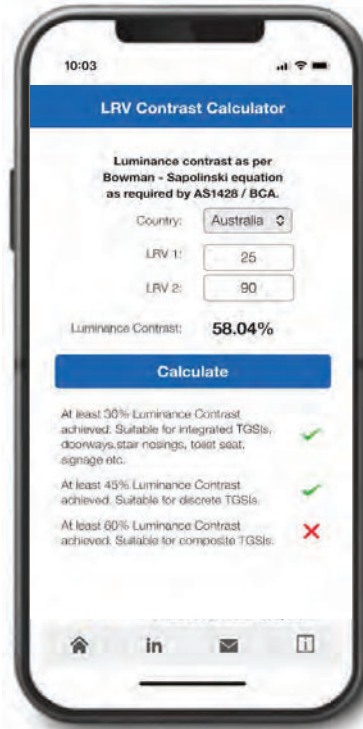 10:03
LRV Contrast Calculator
Luminance contrast as per
Bowman - Sapolinski equation
as required by AS1428 / BCA.
Country: Australia
LRV 1: 25
LRV 2: 90
Luminance Contrast: 58.04%
Calculate
At least 30% Luminance Contrast
achieved. Suitable for integrated TGSIs,
doorways, stair nosings, toilet seat,
signage etc.
At least 45% Luminance Contrast
achieved. Suitable for discrete TGSIs.
At least 60% Luminance Contrast
achieved. Suitable for composite TGSIs.
in